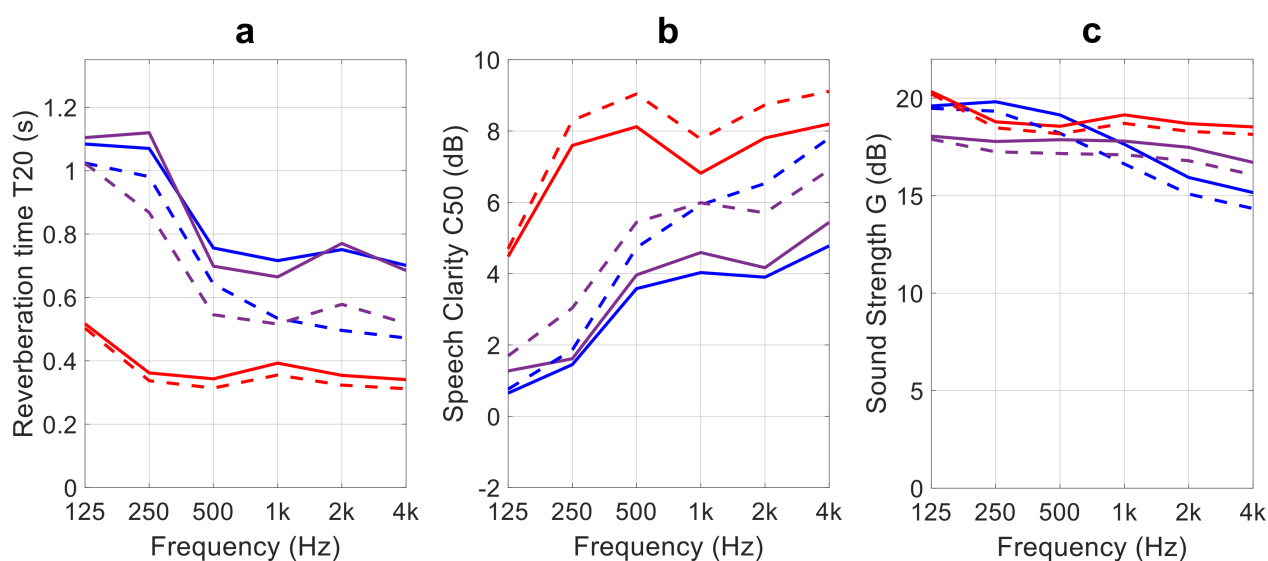 a
b
c
Reverberation time T20 (s)
0
0.2
0.4
0.6
0.8
1
1.2
125 250 500 1k 2k 4k
Frequency (Hz)
Speech Clarity C50 (dB)
-2
0
2
4
6
8
10
125 250 500 1k 2k 4k
Frequency (Hz)
Sound Strength G (dB)
0
5
10
15
20
125 250 500 1k 2k 4k
Frequency (Hz)